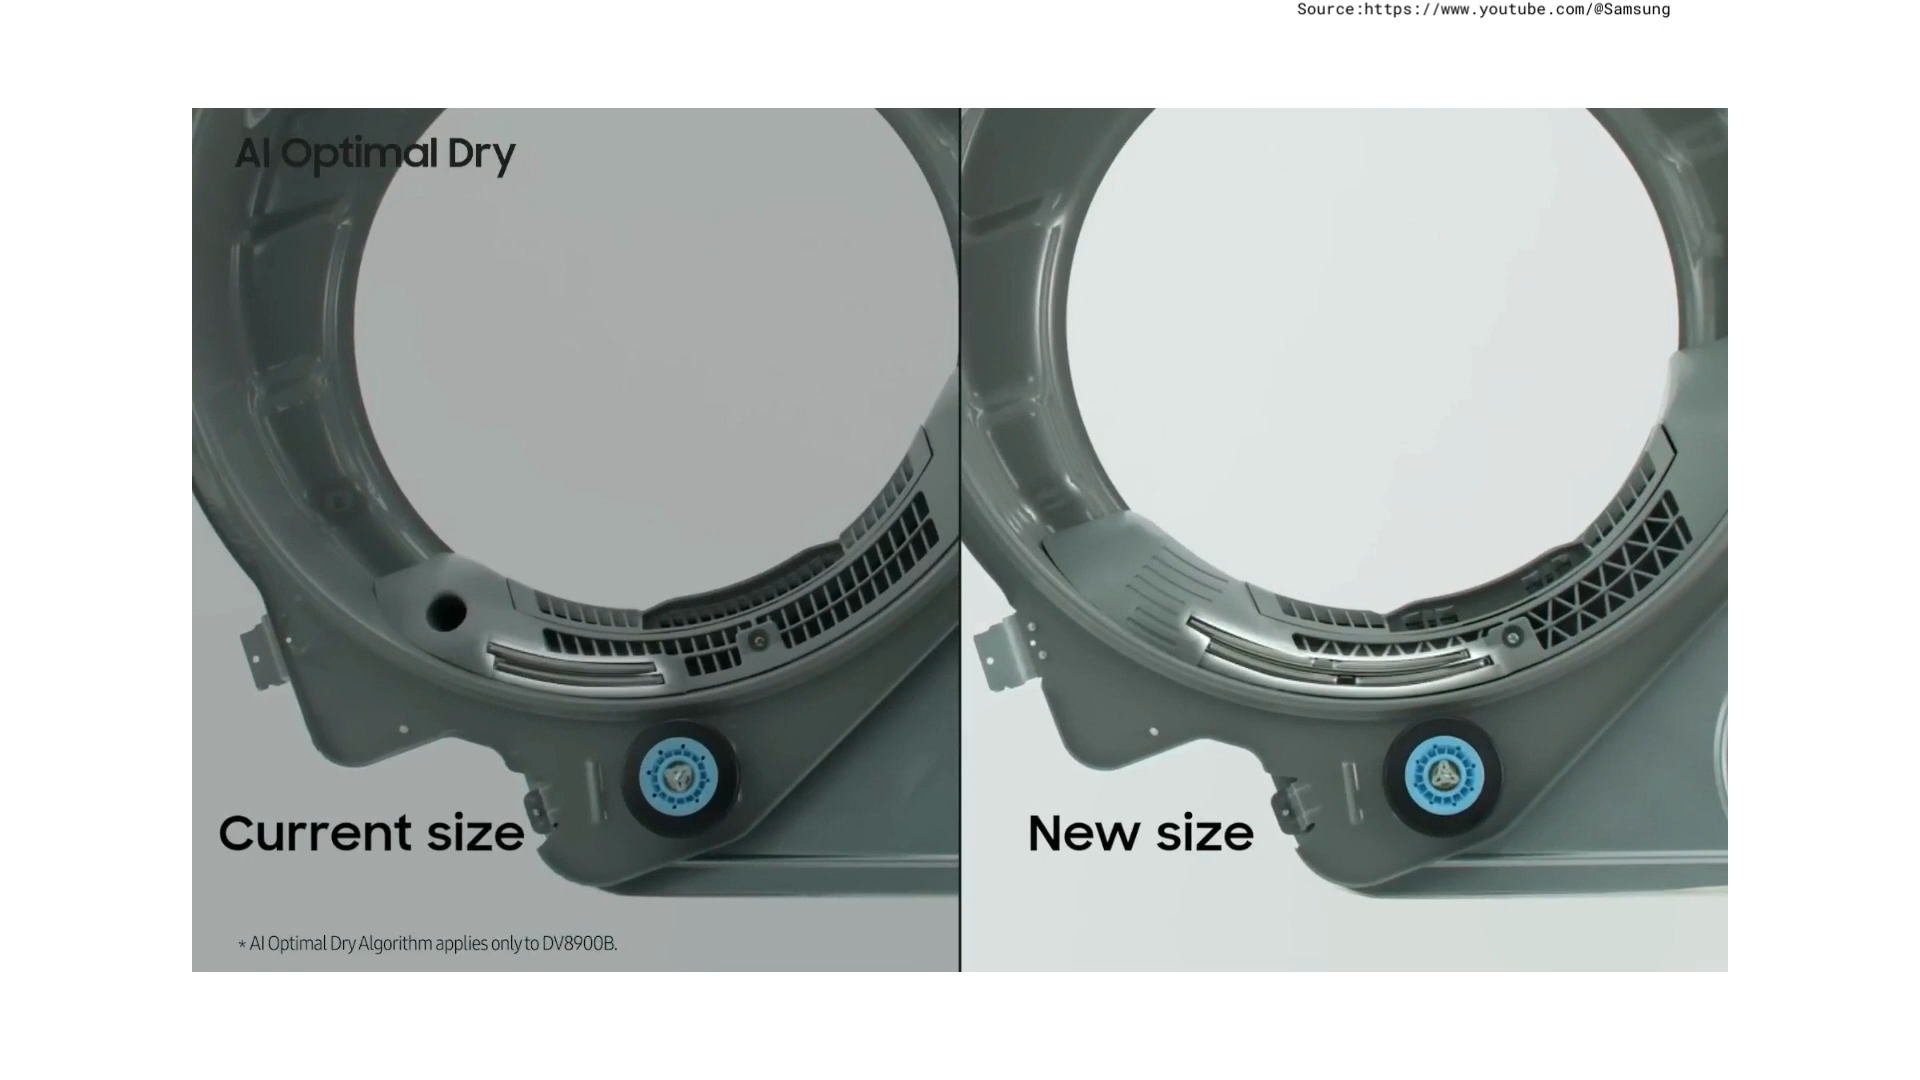 Source:https://www.youtube.com/@Samsung
AI Optimal Dry
Current size
New size
* AI Optimal Dry Algorithm applies only to DV8900B.